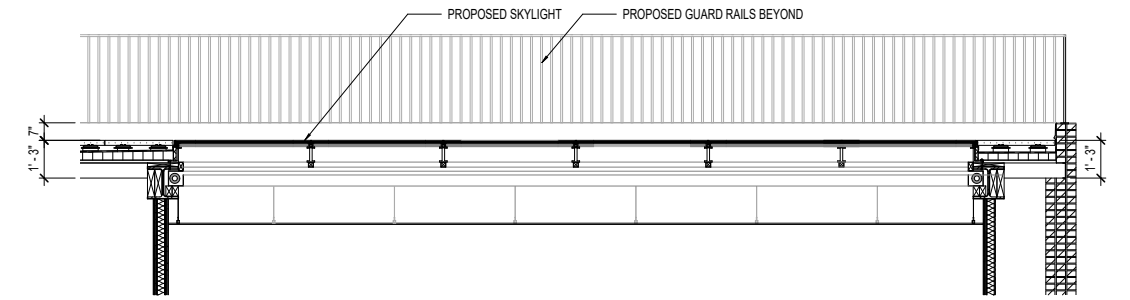 PROPOSED SKYLIGHT
PROPOSED GUARD RAILS BEYOND
7"
1' - 3"
1' - 3"